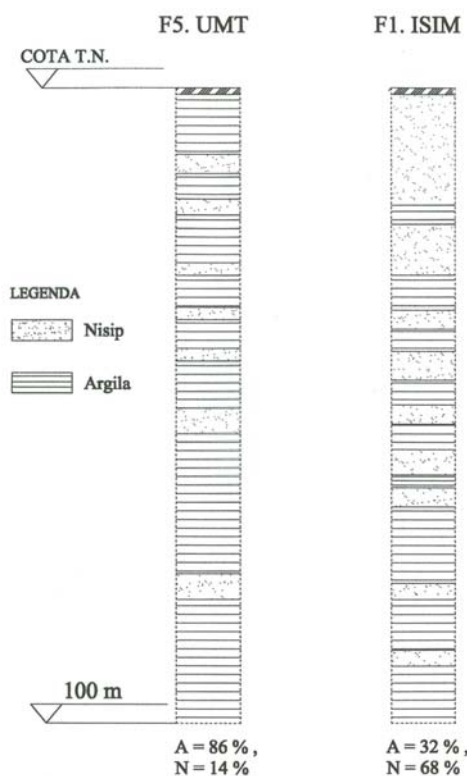 F5. UMT
F1. ISIM
COTA T.N.
LEGENDA
Nisip
Argila
100 m
A = 86 % ,
N = 14 %
A = 32 % ,
N = 68 %